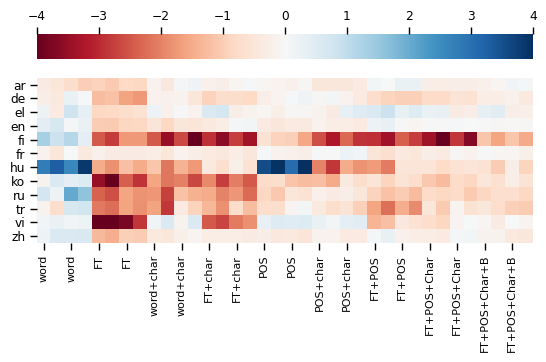 −4 −3 −2 −1 0 1 2 3 4
ar
de
el
en
fi
fr
hu
ko
ru
tr
vi
zh
word
word
FT
FT
word+char
word+char
FT+char
FT+char
POS
POS
POS+char
POS+char
FT+POS
FT+POS
FT+POS+Char
FT+POS+Char
FT+POS+Char+B
FT+POS+Char+B